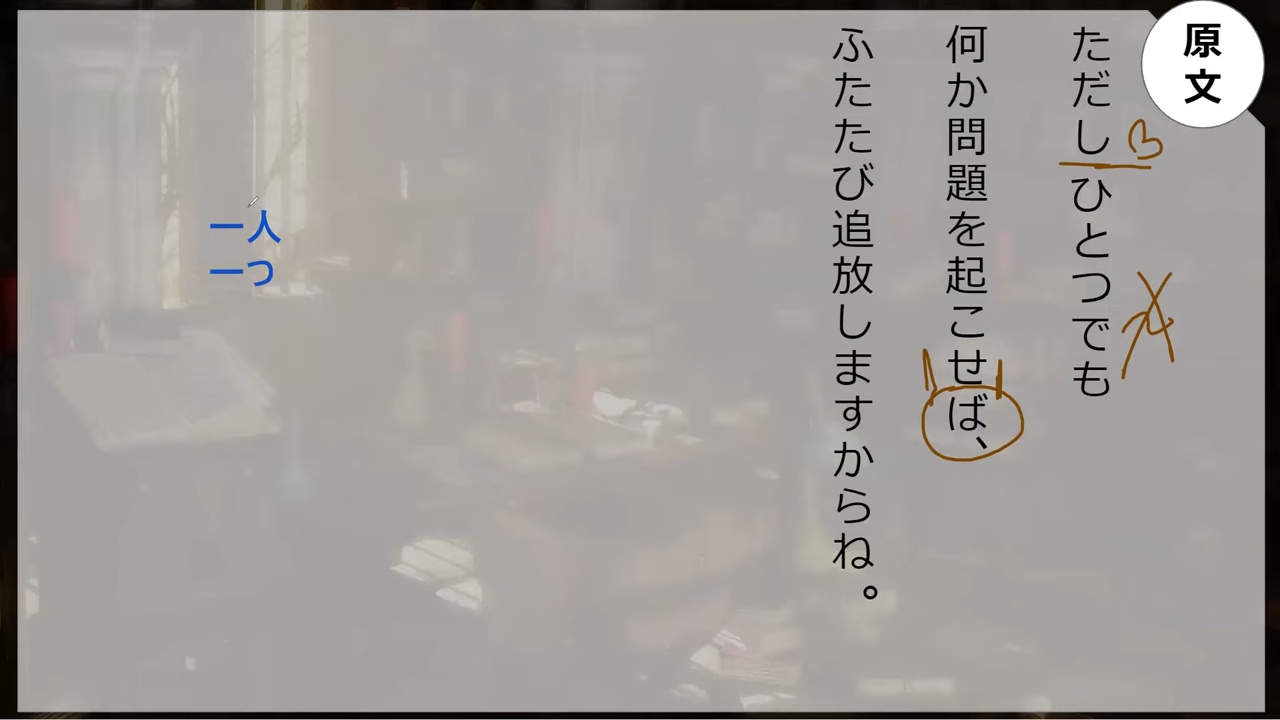 原文
ただしひとつでも
何か問題を起こせば、
ふたたび追放しますからね。
一人
一つ